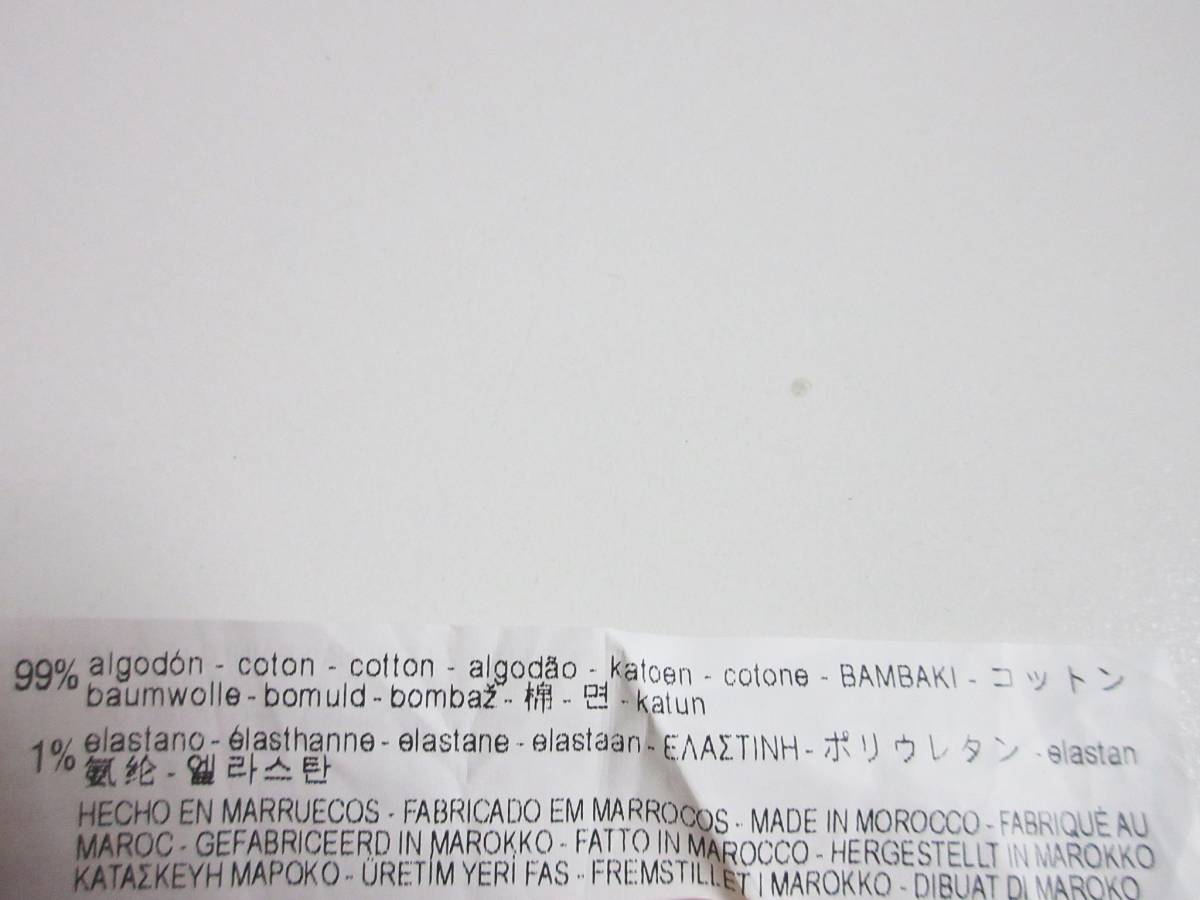 99% algodón - coton - cotton - algodão - katoen - cotone - BAMBAKI - コットン
baumwolle - bomuld - bombaž - 棉 - 면 - katun
1% elastano - élasthanne - elastane - elastaan - ΕΛΑΣΤΙΝΗ - ポリウレタン - elastan
氨纶 - 엘라스탄
HECHO EN MARRUECOS - FABRICADO EM MARROCOS - MADE IN MOROCCO - FABRIQUÉ AU
MAROC - GEFABRICEERD IN MAROKKO - FATTO IN MAROCCO - HERGESTELLT IN MAROKKO
ΚΑΤΑΣΚΕΥΗ ΜΑΡΟΚΟ - ÜRETİM YERİ FAS - FREMSTILLET I MAROKKO - DIBUAT DI MAROKO